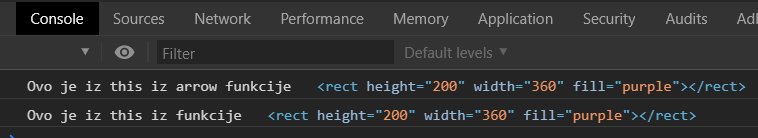 Console Sources Network Performance Memory Application Security Audits
Filter Default levels ▼
Ovo je iz this iz arrow funkcije <rect height="200" width="360" fill="purple"></rect>
Ovo je iz this iz funkcije <rect height="200" width="360" fill="purple"></rect>